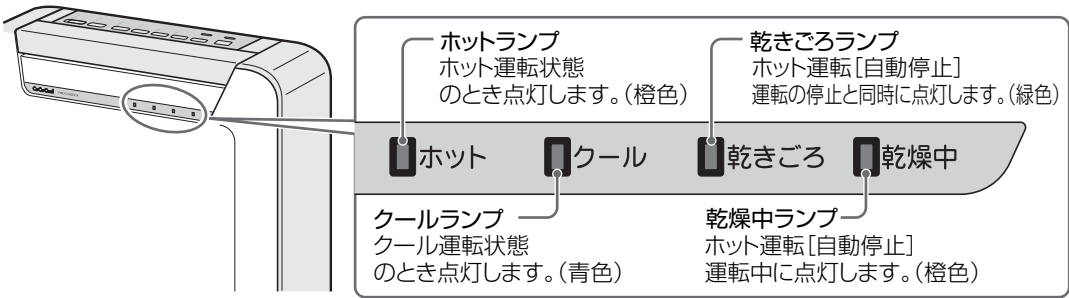 ホットランプ
ホット運転状態
のとき点灯します。(橙色)
乾きごろランプ
ホット運転[自動停止]
運転の停止と同時に点灯します。(緑色)
ホット
クール
乾きごろ
乾燥中
クールランプ
クール運転状態
のとき点灯します。(青色)
乾燥中ランプ
ホット運転[自動停止]
運転中に点灯します。(橙色)